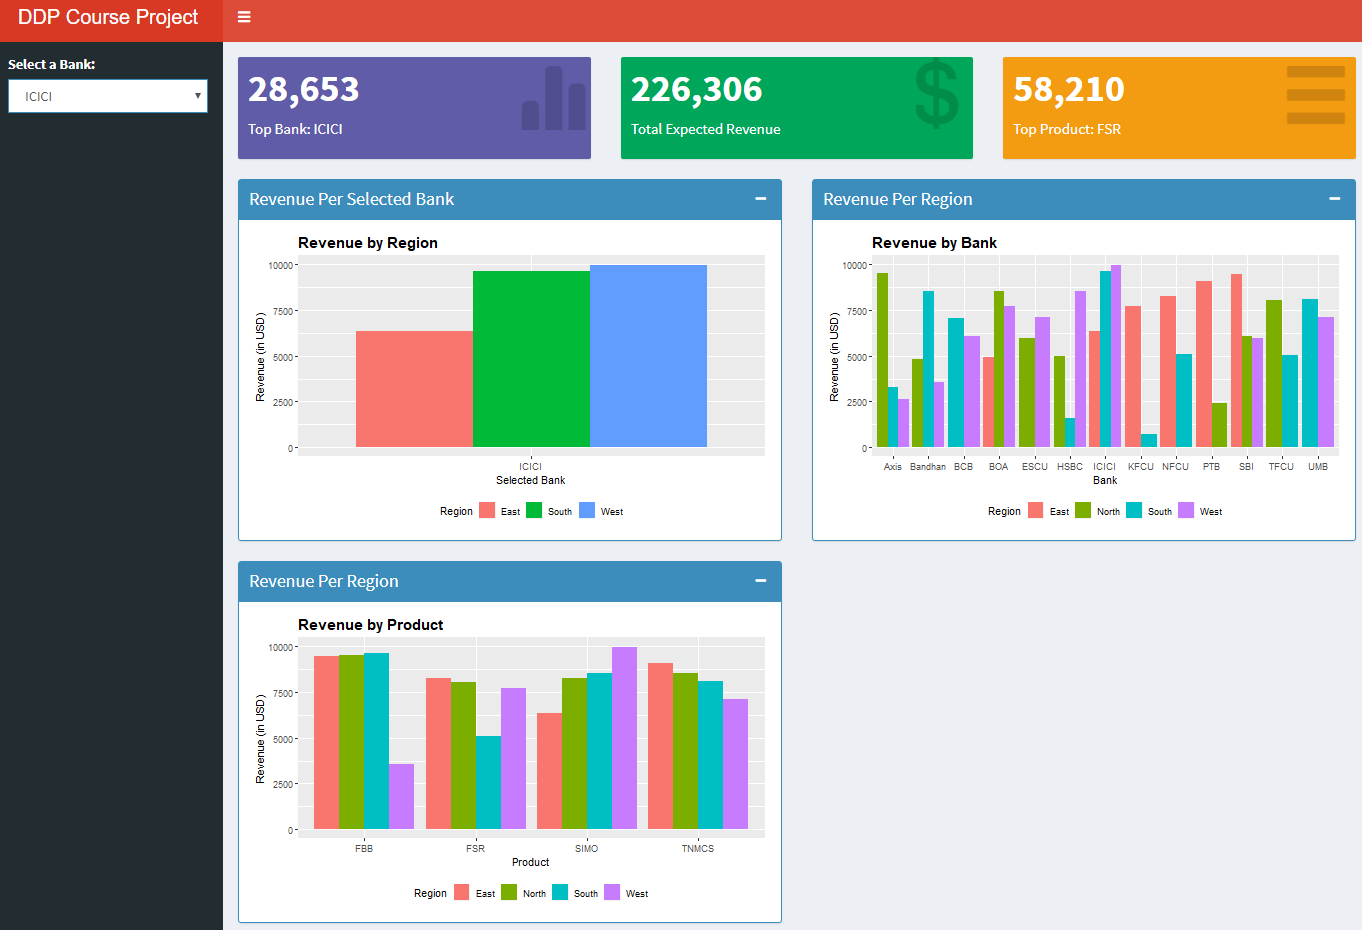 DDP Course Project
Select a Bank:
ICICI
28,653
Top Bank: ICICI
226,306
Total Expected Revenue
$
58,210
Top Product: FSR
Revenue Per Selected Bank
Revenue by Region
Revenue (in USD)
10000
7500
5000
2500
0
ICICI
Selected Bank
Region East South West
Revenue Per Region
Revenue by Bank
Revenue (in USD)
10000
7500
5000
2500
0
Axis Bandhan BCB BOA ESCU HSBC ICICI KFCU NFCU PTB SBI TFCU UMB
Bank
Region East North South West
Revenue Per Region
Revenue by Product
Revenue (in USD)
10000
7500
5000
2500
0
FBB FSR SIMO TNMCS
Product
Region East North South West